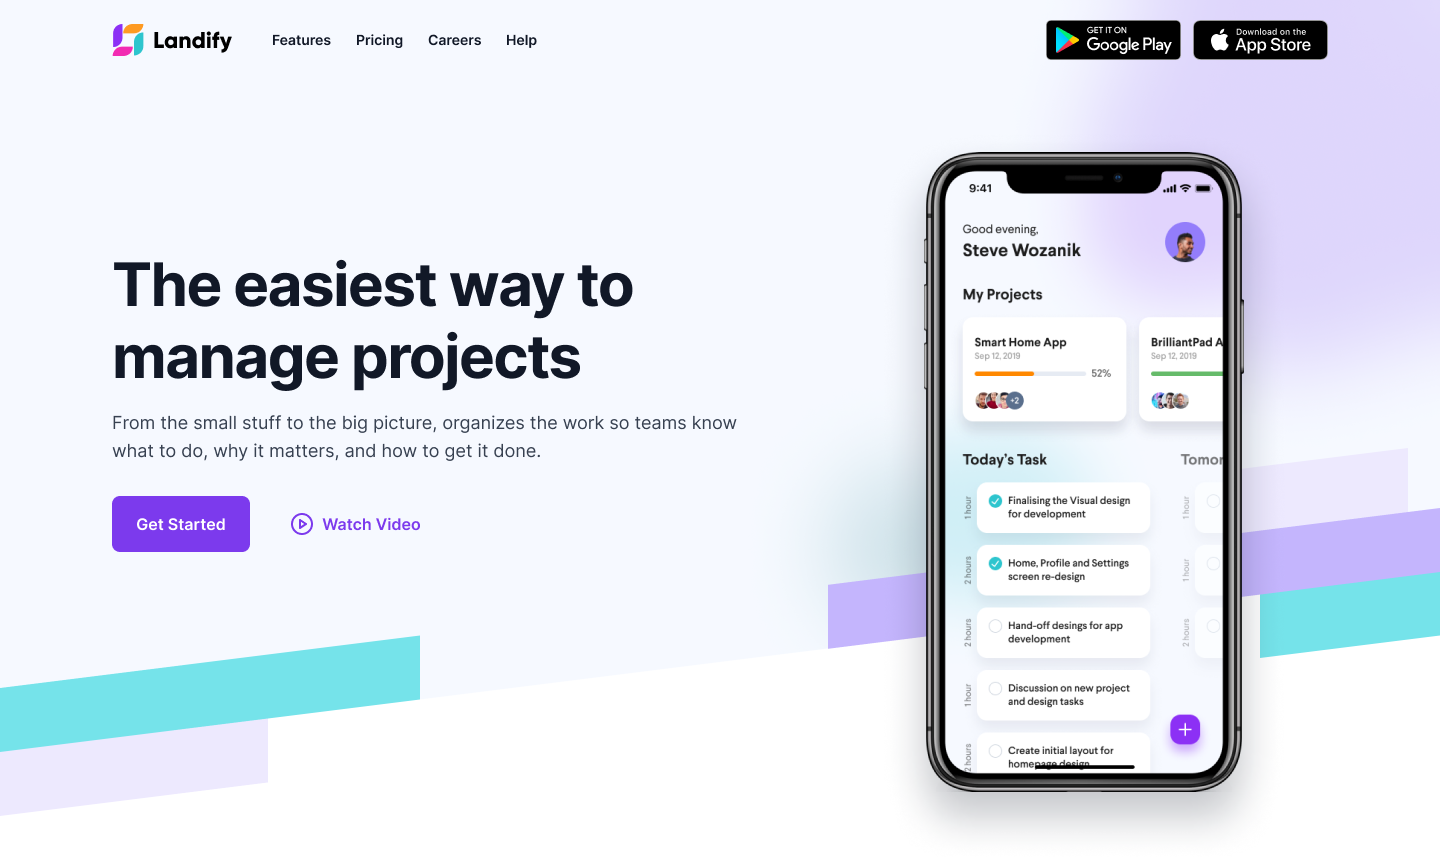 Landify
Features
Pricing
Careers
Help
GET IT ON
Google Play
Download on the
App Store
The easiest way to
manage projects
From the small stuff to the big picture, organizes the work so teams know
what to do, why it matters, and how to get it done.
Get Started
Watch Video
9:41
Good evening,
Steve Wozanik
My Projects
Smart Home App
Sep 12, 2019
52%
+2
BrilliantPad A
Sep 12, 2019
Today's Task
Tomor
1 hour
Finalising the Visual design
for development
1 hour
2 hours
Home, Profile and Settings
screen re-design
1 hour
2 hours
Hand-off desings for app
development
2 hours
1 hour
Discussion on new project
and design tasks
2 hours
Create initial layout for
homepage design